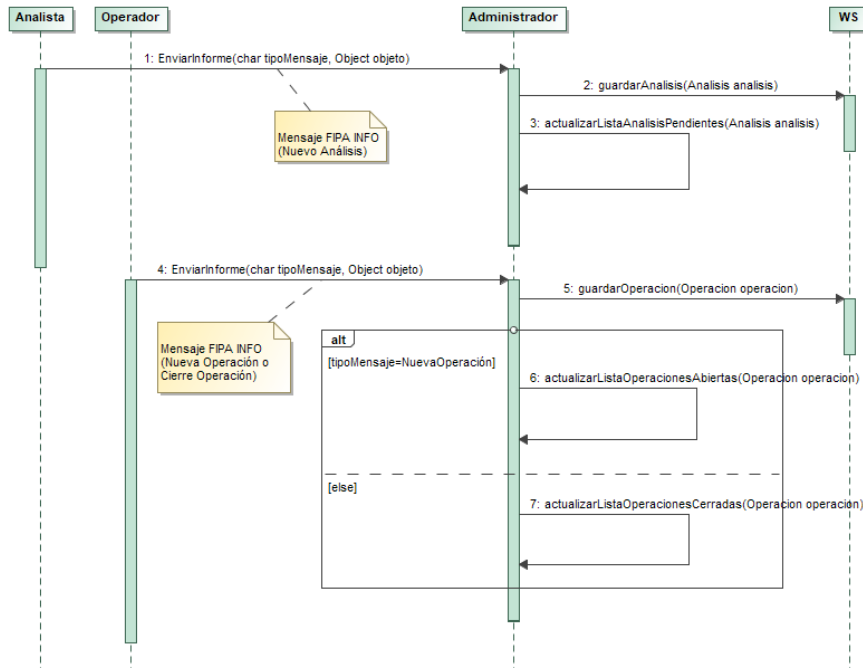 Analista
Operador
Administrador
WS
1: EnviarInforme(char tipoMensaje, Object objeto)
2: guardarAnalisis(Analisis analisis)
Mensaje FIPA INFO
(Nuevo Análisis)
3: actualizarListaAnalisisPendientes(Analisis analisis)
4: EnviarInforme(char tipoMensaje, Object objeto)
5: guardarOperacion(Operacion operacion)
Mensaje FIPA INFO
(Nueva Operación o
Cierre Operación)
alt
[tipoMensaje=NuevaOperación]
6: actualizarListaOperacionesAbiertas(Operacion operación)
[else]
7: actualizarListaOperacionesCerradas(Operacion operación)